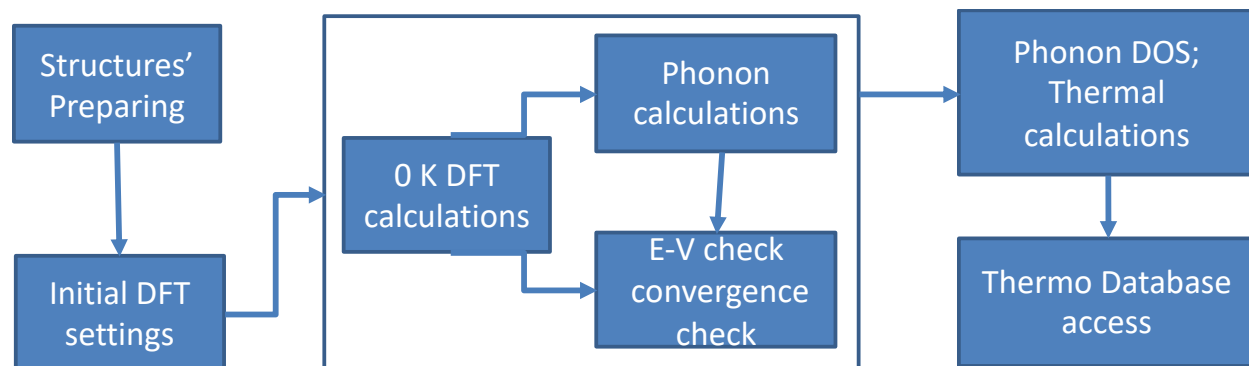 Structures’
Preparing
Initial DFT
settings
0 K DFT
calculations
Phonon
calculations
E-V check
convergence
check
Phonon DOS;
Thermal
calculations
Thermo Database
access